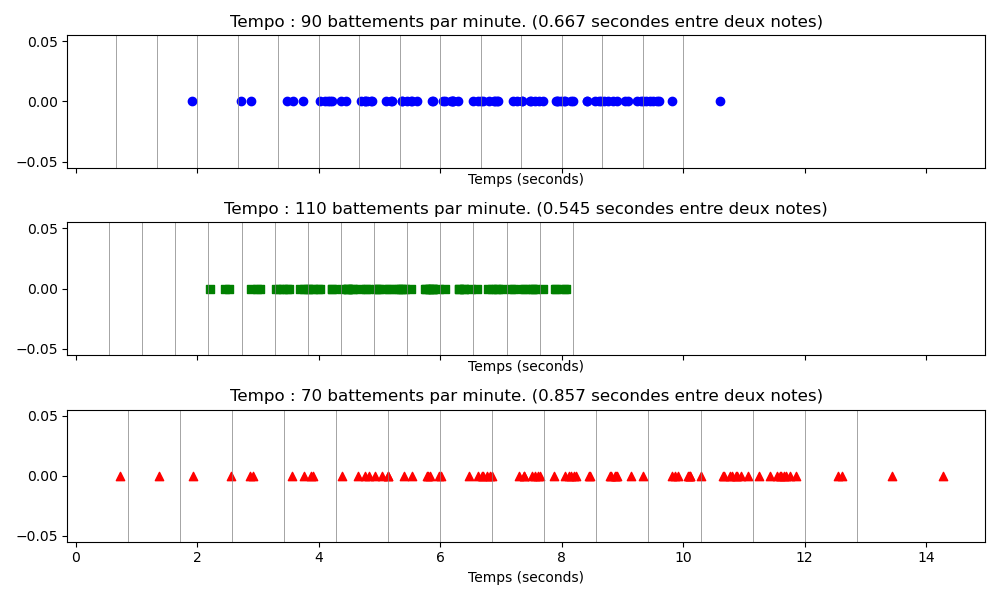 Tempo : 90 battements par minute. (0.667 secondes entre deux notes)
0.05
0.00
−0.05
Temps (seconds)
Tempo : 110 battements par minute. (0.545 secondes entre deux notes)
0.05
0.00
−0.05
Temps (seconds)
Tempo : 70 battements par minute. (0.857 secondes entre deux notes)
0.05
0.00
−0.05
0 2 4 6 8 10 12 14
Temps (seconds)